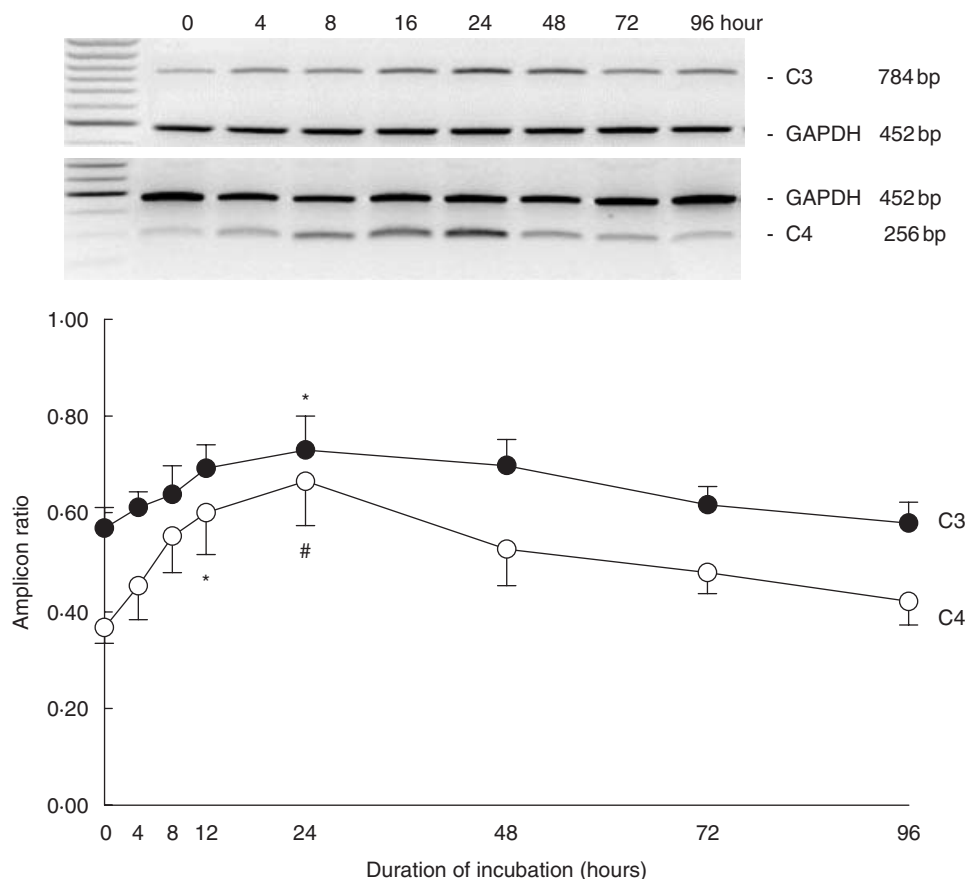 0 4 8 16 24 48 72 96 hour
- C3 784 bp
- GAPDH 452 bp
- GAPDH 452 bp
- C4 256 bp
1·00
0·80
0·60
0·40
0·20
0·00
Amplicon ratio
*
*
#
C3
C4
0 4 8 12 24 48 72 96
Duration of incubation (hours)